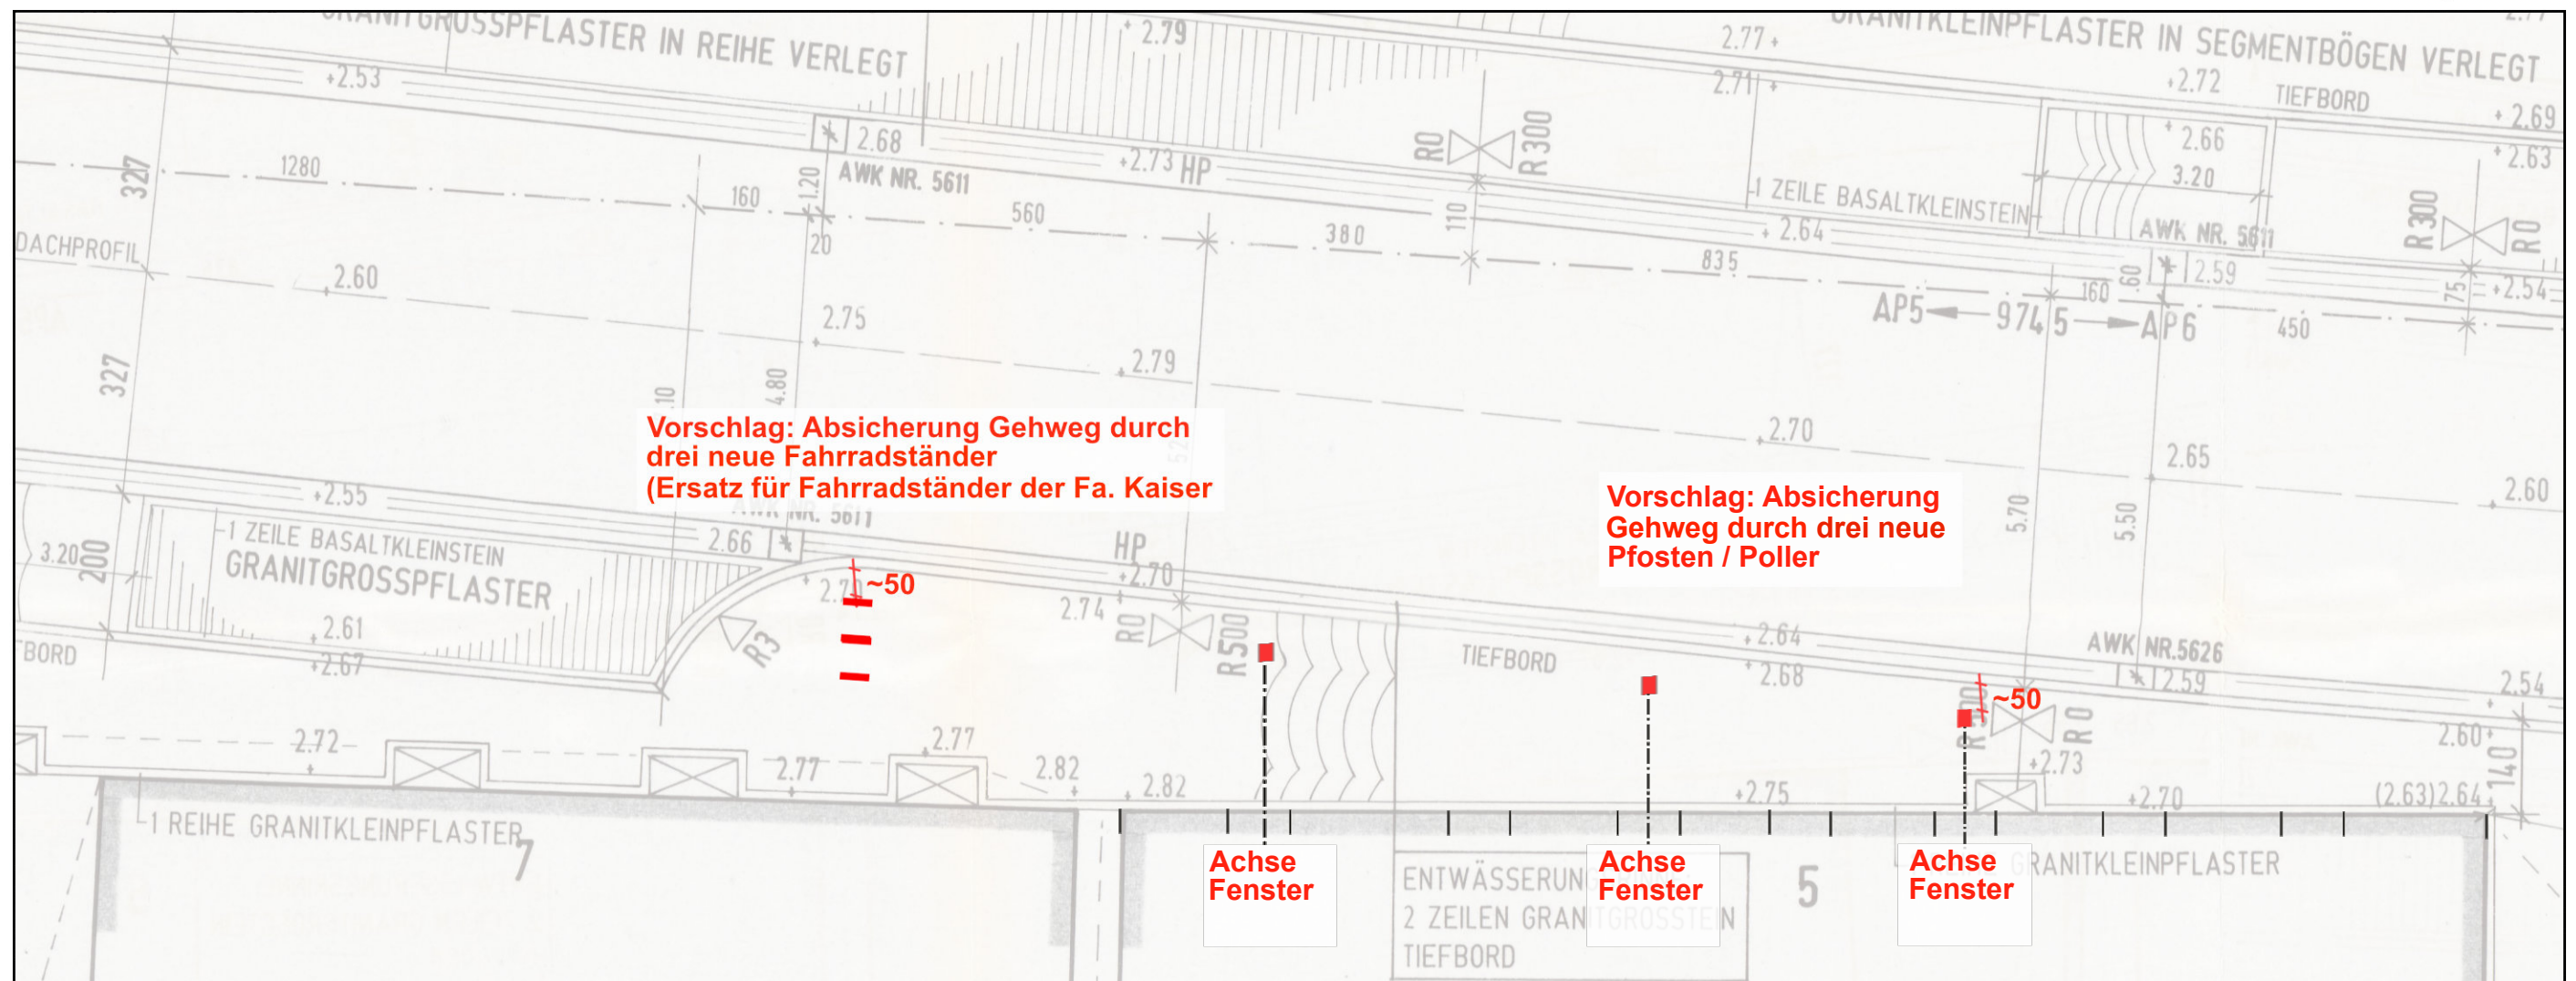 GRANITGROSSPFLASTER IN REIHE VERLEGT
GRANITKLEINPFLASTER IN SEGMENTBÖGEN VERLEGT
2.79
2.77
2.71
2.72
TIEFBORD
2.69
2.63
2.66
3.20
2.53
2.68
2.73 HP
AWK NR. 5611
R0
R300
1 ZEILE BASALTKLEINSTEIN
AWK NR. 5611
R300
R0
327
1280
160
1.20
20
560
380
110
2.64
835
160
.60
2.59
75
2.54
450
AP5
974 5
AP6
DACHPROFIL
2.60
2.75
2.79
2.70
2.65
2.60
327
4.80
5.70
5.50
Vorschlag: Absicherung Gehweg durch
drei neue Fahrradständer
(Ersatz für Fahrradständer der Fa. Kaiser
Vorschlag: Absicherung
Gehweg durch drei neue
Pfosten / Poller
2.55
AWK NR. 5611
2.66
1 ZEILE BASALTKLEINSTEIN
GRANITGROSSPFLASTER
3.20
200
2.61
2.67
~50
R3
HP
2.70
2.74
R0
R500
TIEFBORD
2.64
2.68
AWK NR.5626
2.59
2.54
~50
R0
2.60
140
2.72
2.77
2.77
2.82
2.82
2.75
2.73
2.70
(2.63)2.64
1 REIHE GRANITKLEINPFLASTER
7
Achse
Fenster
Achse
Fenster
Achse
Fenster
GRANITKLEINPFLASTER
5
2 ZEILEN GRANITGROSSTEIN
TIEFBORD